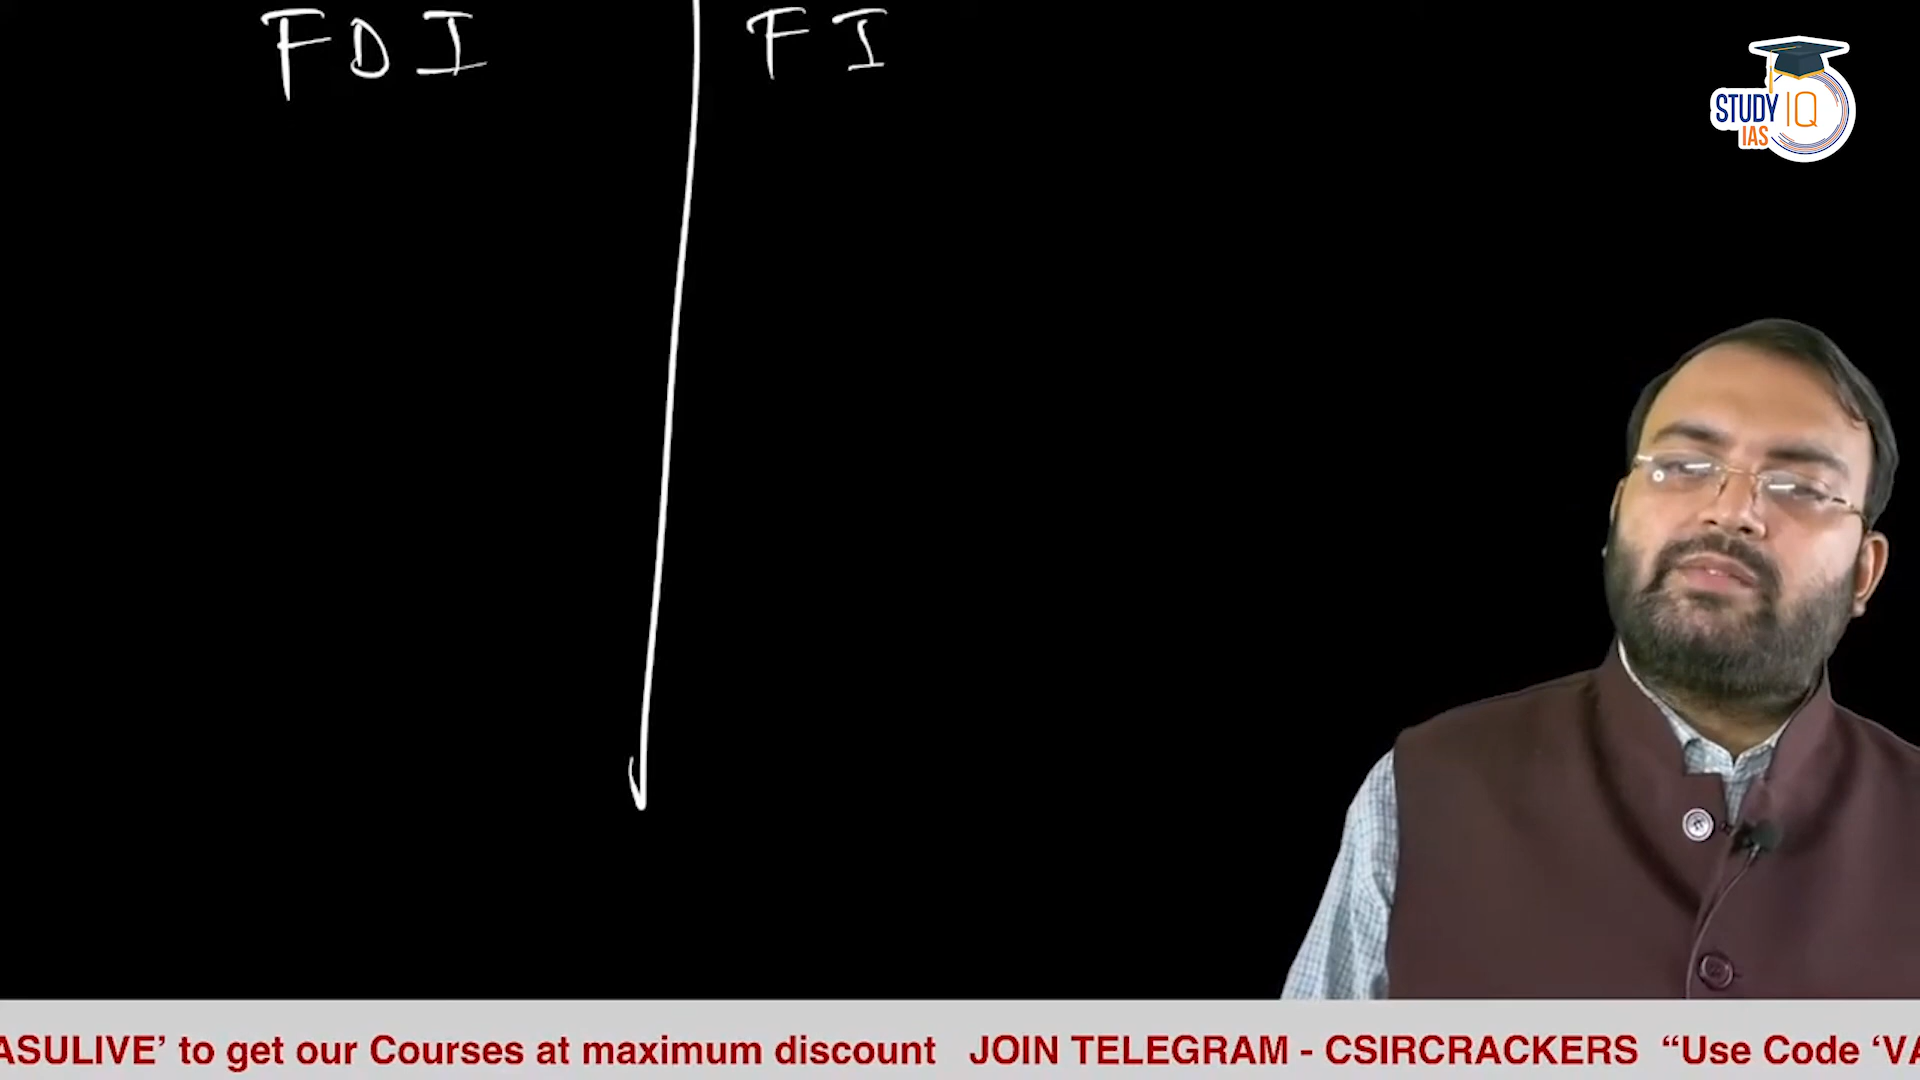 FDI
FI
STUDY IQ
IAS
ASULIVE’ to get our Courses at maximum discount JOIN TELEGRAM - CSIRCRACKERS “Use Code ‘VA